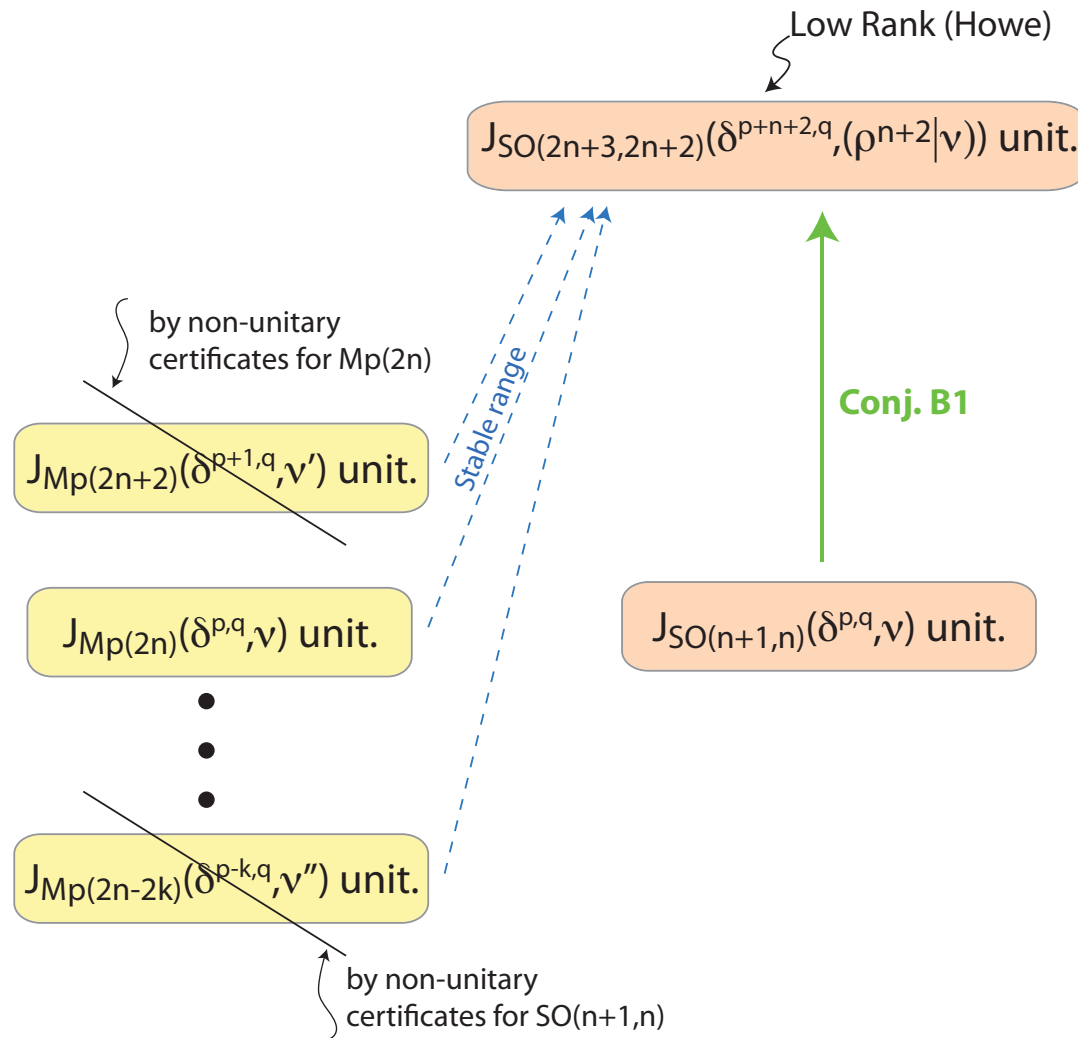 Low Rank (Howe)
J_{SO(2n+3,2n+2)}(δ^{p+n+2,q},(ρ^{n+2}|ν)) unit.
by non-unitary
certificates for Mp(2n)
Stable range
Conj. B1
J_{Mp(2n+2)}(δ^{p+1,q},ν') unit.
J_{Mp(2n)}(δ^{p,q},ν) unit.
J_{SO(n+1,n)}(δ^{p,q},ν) unit.
J_{Mp(2n-2k)}(δ^{p-k,q},ν") unit.
by non-unitary
certificates for SO(n+1,n)